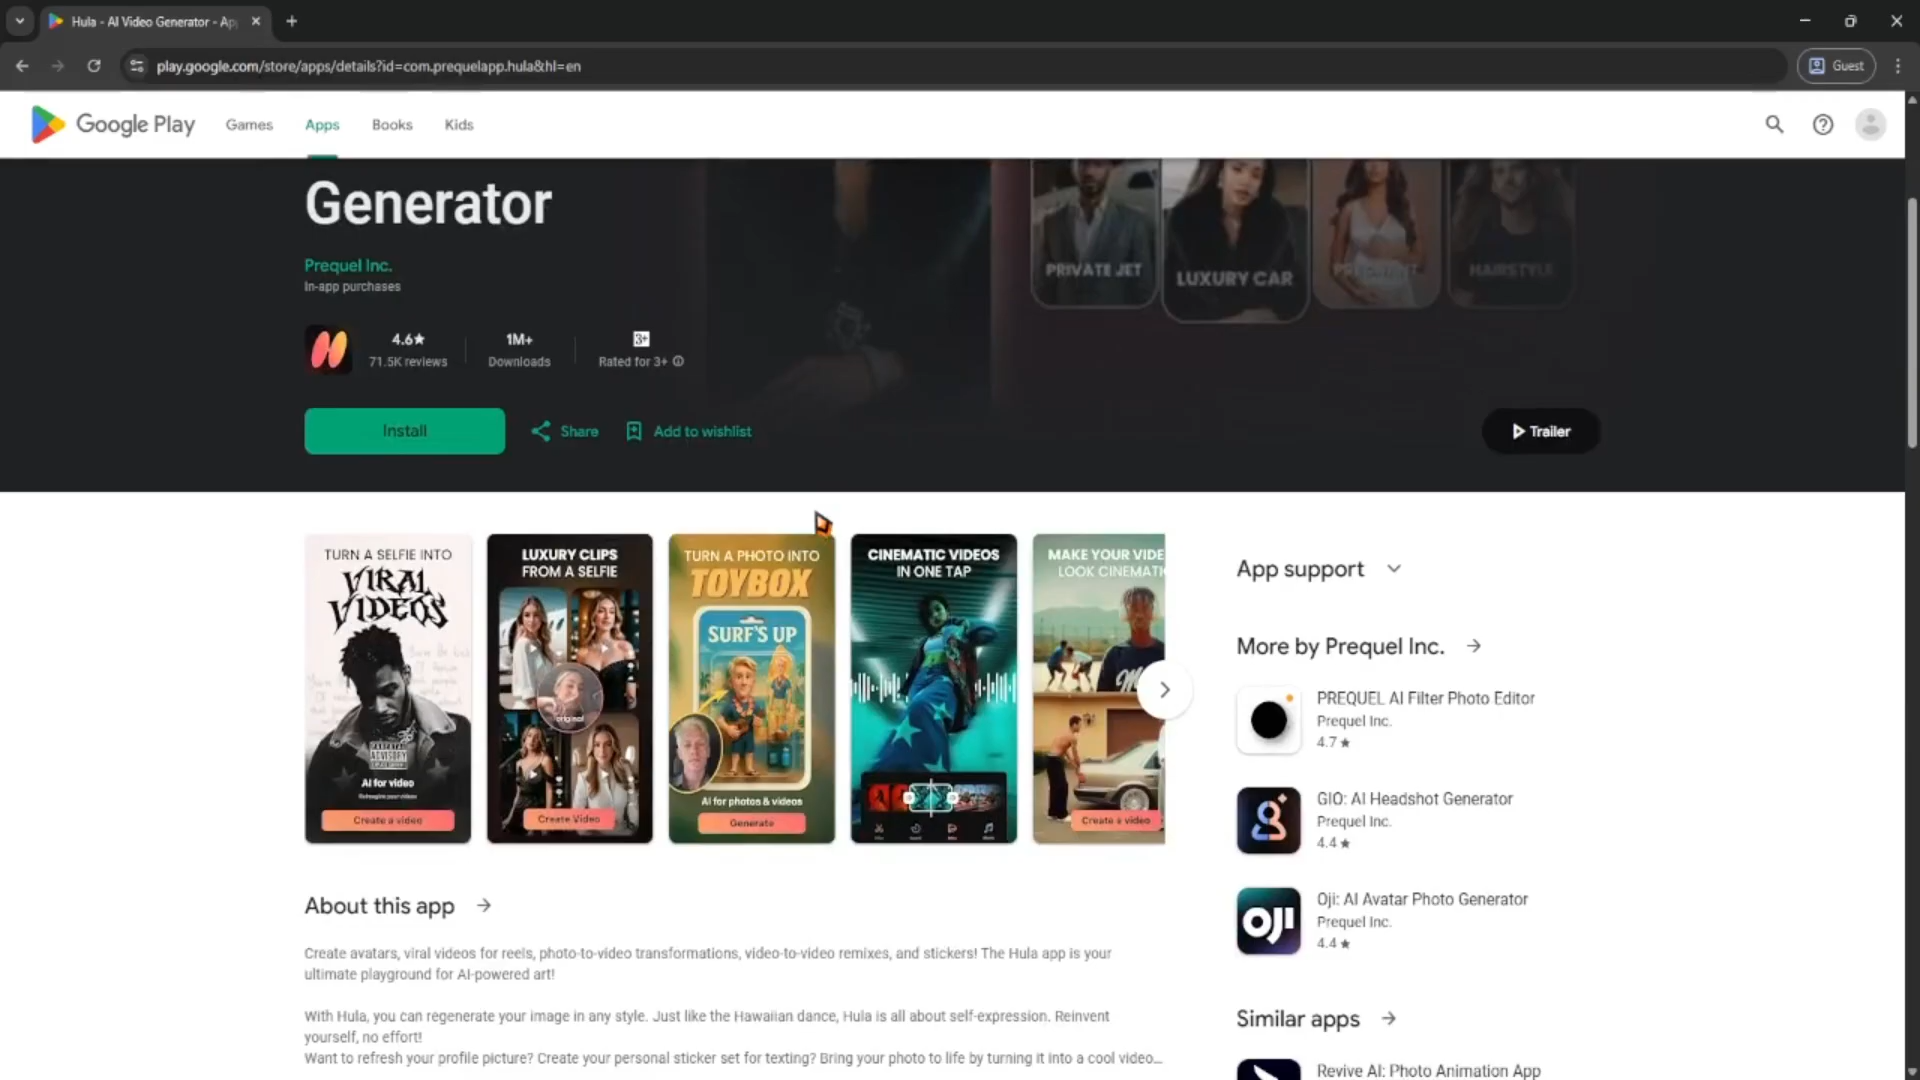 Hula - AI Video Generator - Ap
play.google.com/store/apps/details?id=com.prequelapp.hula&hl=en
Guest
Google Play
Games
Apps
Books
Kids
Generator
Prequel Inc.
In-app purchases
4.6★
71.5K reviews
1M+
Downloads
3+
Rated for 3+
Install
Share
Add to wishlist
Trailer
PRIVATE JET
LUXURY CAR
PREGNANT
HAIRSTYLE
TURN A SELFIE INTO
VIRAL
VIDEOS
PARENTAL
ADVISORY
AI for video
Reimagine your videos
Create a video
LUXURY CLIPS
FROM A SELFIE
original
Create Video
TURN A PHOTO INTO
TOYBOX
SURF'S UP
AI for photos & videos
Generate
CINEMATIC VIDEOS
IN ONE TAP
MAKE YOUR VIDE
LOOK CINEMATI
Create a video
App support
More by Prequel Inc.
PREQUEL AI Filter Photo Editor
Prequel Inc.
4.7★
GIO: AI Headshot Generator
Prequel Inc.
4.4★
OJI
Oji: AI Avatar Photo Generator
Prequel Inc.
4.4★
Similar apps
Revive AI: Photo Animation App
About this app
Create avatars, viral videos for reels, photo-to-video transformations, video-to-video remixes, and stickers! The Hula app is your
ultimate playground for AI-powered art!
With Hula, you can regenerate your image in any style. Just like the Hawaiian dance, Hula is all about self-expression. Reinvent
yourself, no effort!
Want to refresh your profile picture? Create your personal sticker set for texting? Bring your photo to life by turning it into a cool video…